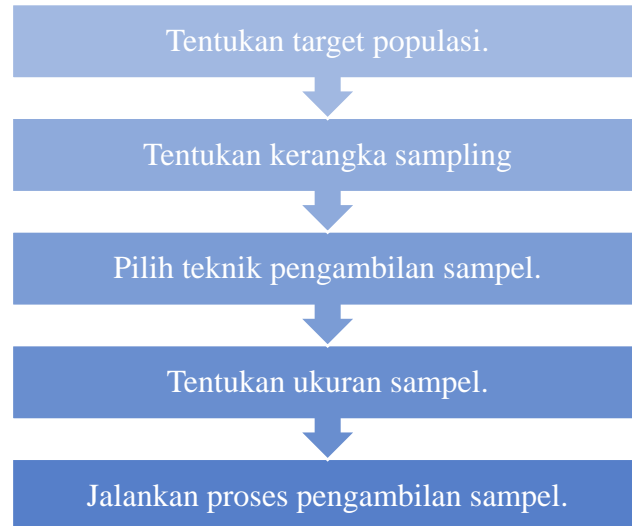 Tentukan target populasi.
Tentukan kerangka sampling
Pilih teknik pengambilan sampel.
Tentukan ukuran sampel.
Jalankan proses pengambilan sampel.